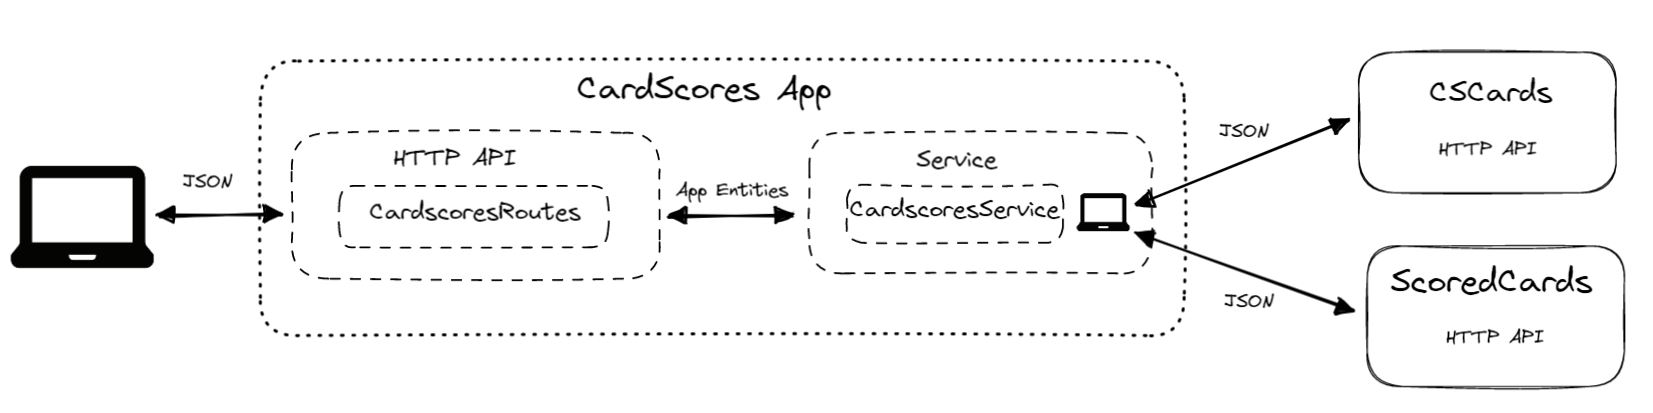 CardScores App
HTTP API
CardscoresRoutes
JSON
App Entities
Service
CardscoresService
JSON
CSCards
HTTP API
JSON
ScoredCards
HTTP API